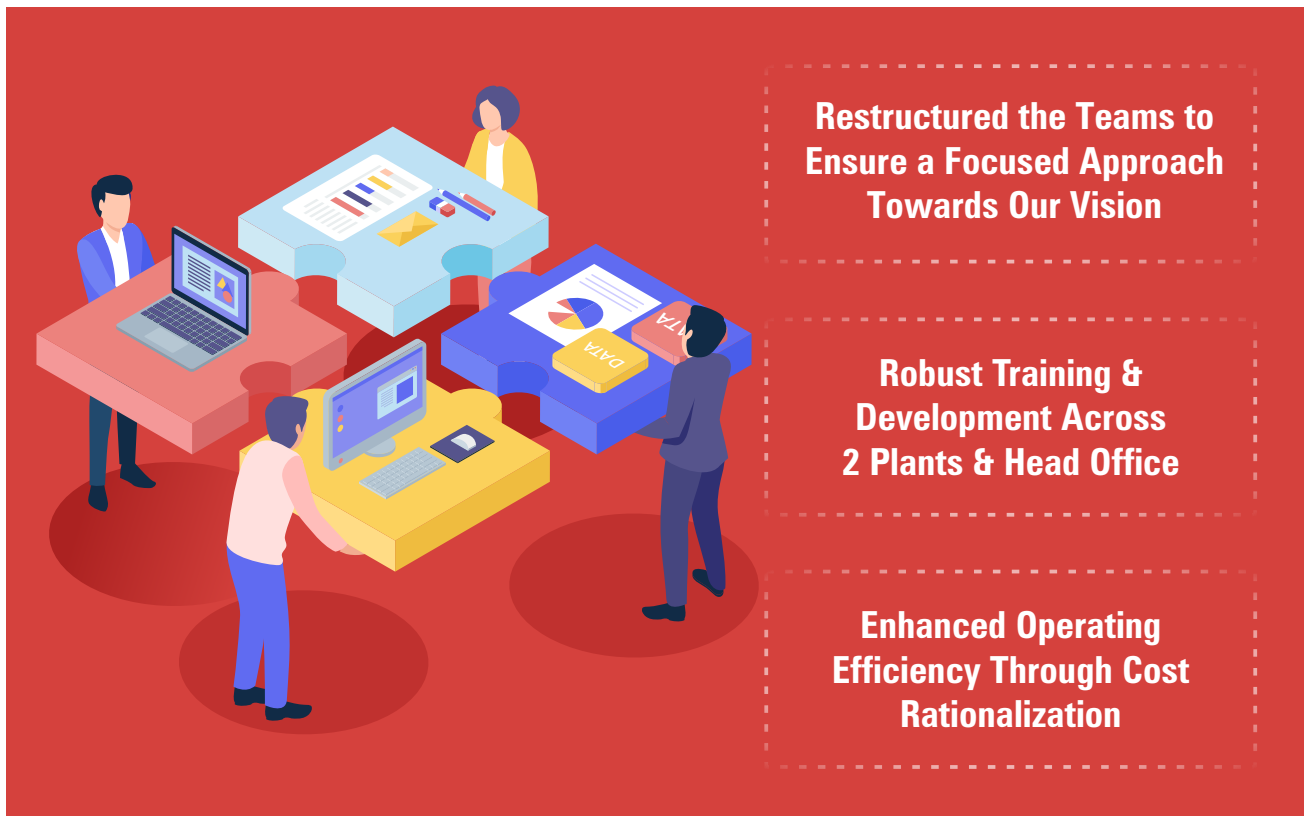 Restructured the Teams to
Ensure a Focused Approach
Towards Our Vision
Robust Training &
Development Across
2 Plants & Head Office
Enhanced Operating
Efficiency Through Cost
Rationalization
DATA
DATA